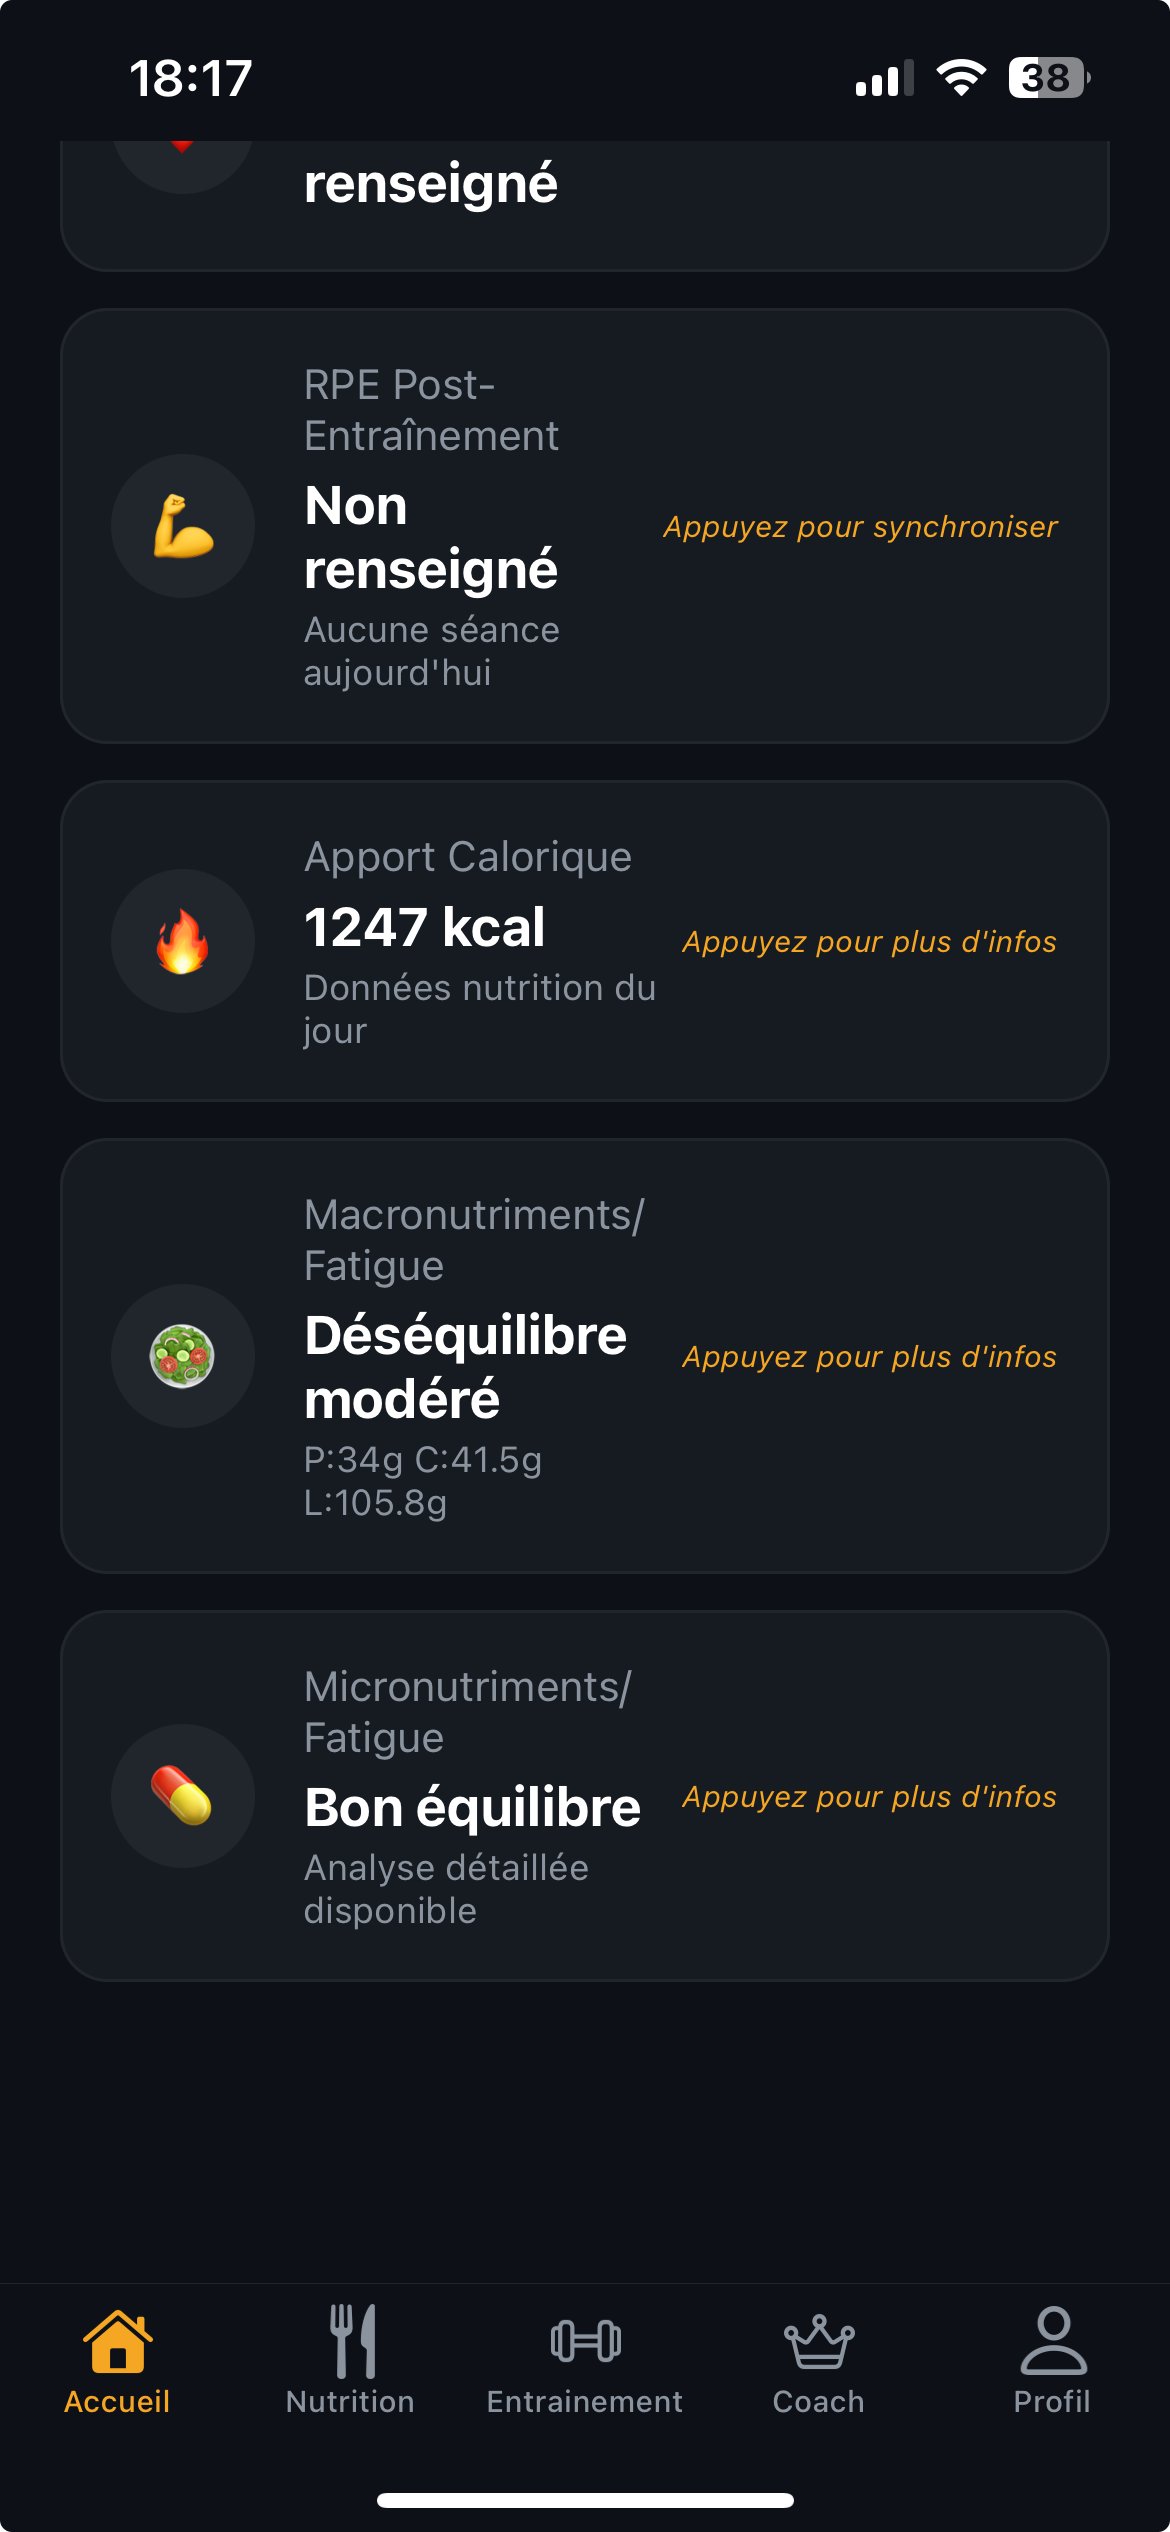 18:17
38
renseigné
RPE Post-
Entraînement
Non
renseigné
Aucune séance
aujourd'hui
Appuyez pour synchroniser
Apport Calorique
1247 kcal
Données nutrition du
jour
Appuyez pour plus d'infos
Macronutriments/
Fatigue
Déséquilibre
modéré
P:34g C:41.5g
L:105.8g
Appuyez pour plus d'infos
Micronutriments/
Fatigue
Bon équilibre
Analyse détaillée
disponible
Appuyez pour plus d'infos
Accueil
Nutrition
Entrainement
Coach
Profil